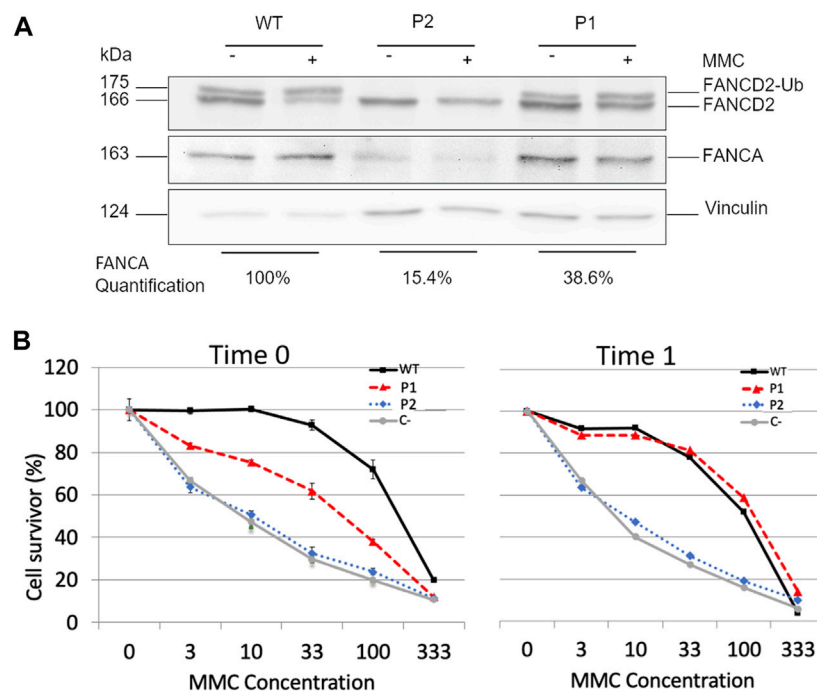 A
WT P2 P1
kDa - + - + - + MMC
175 FANCD2-Ub
166 FANCD2
163 FANCA
124 Vinculin
FANCA
Quantification 100% 15.4% 38.6%
B
Time 0
WT
P1
P2
C-
120
100
80
60
40
20
0
Cell survivor (%)
0 3 10 33 100 333
MMC Concentration
Time 1
WT
P1
P2
C-
0 3 10 33 100 333
MMC Concentration